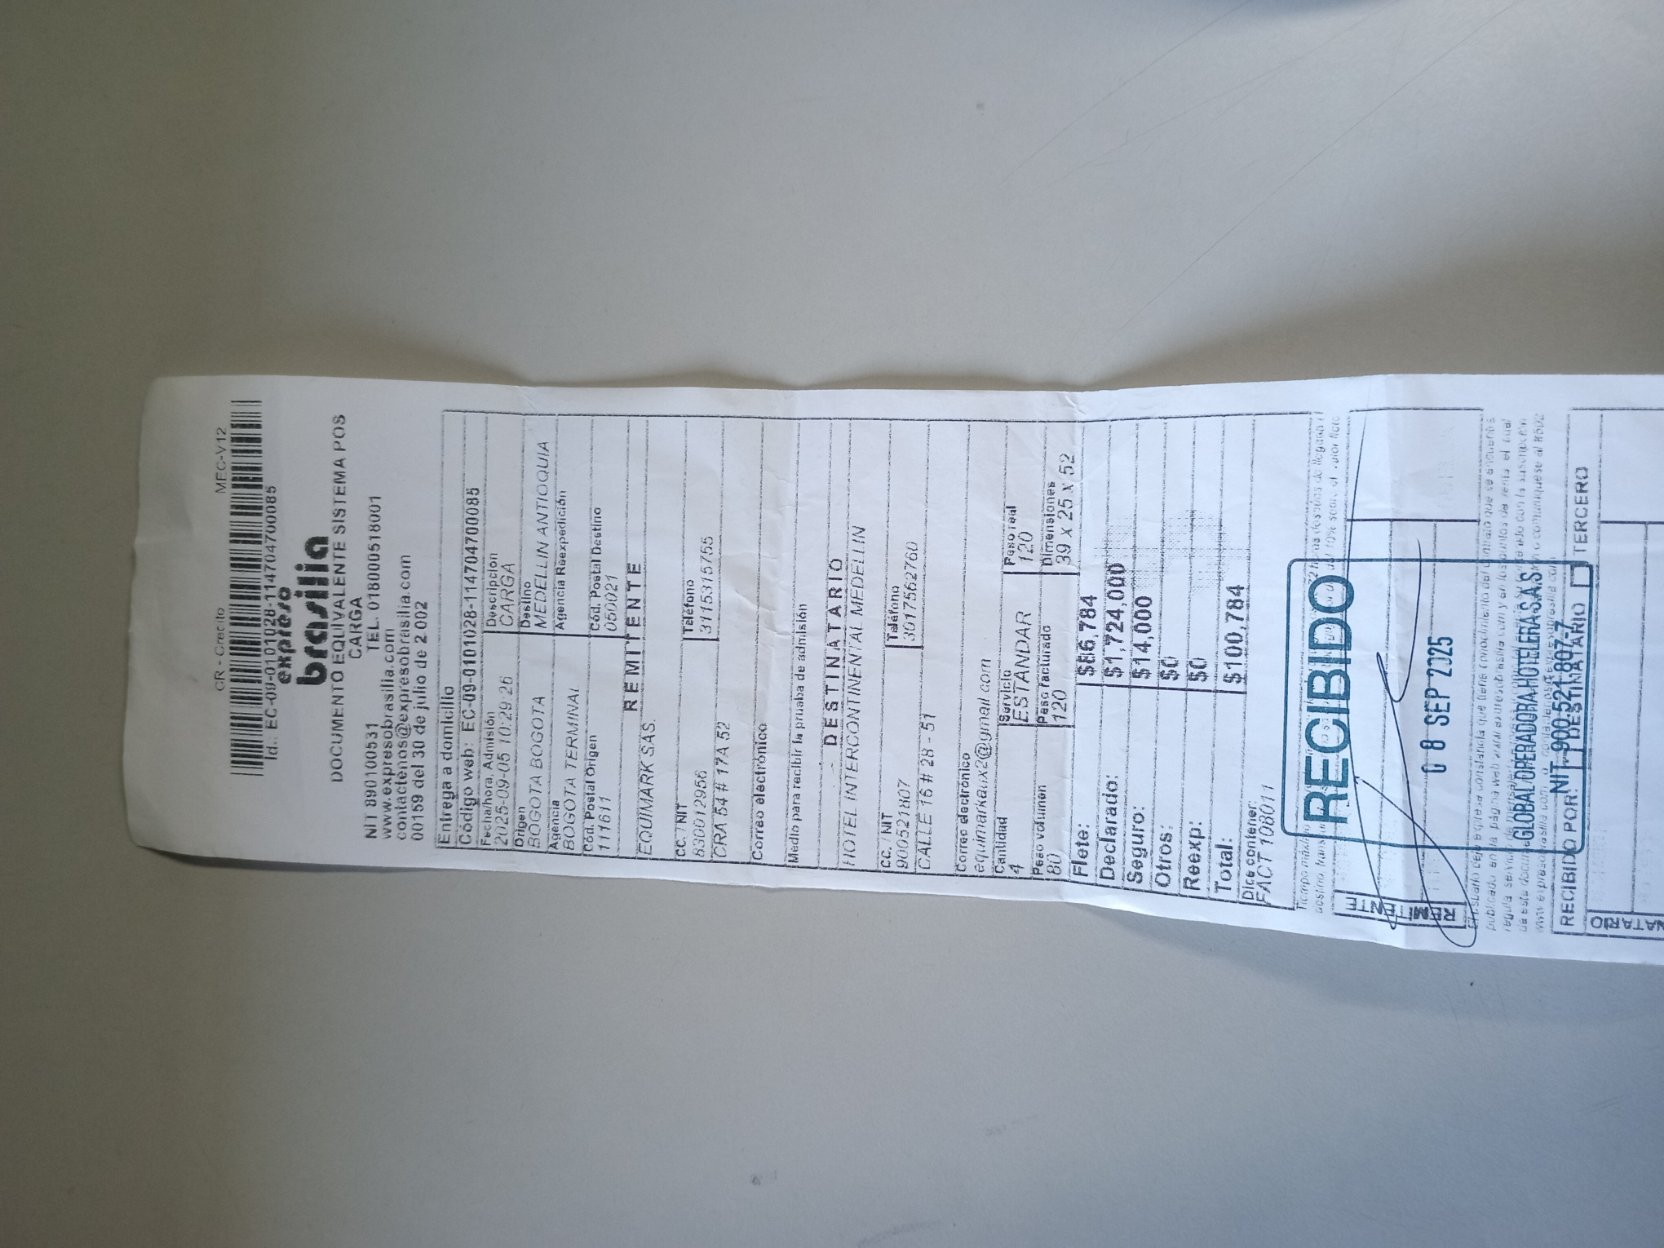 CR - Credito MEC-V12
Id.: EC-09-0101028-114704700085
expreso
brasilia
DOCUMENTO EQUIVALENTE SISTEMA POS
CARGA
NIT 890100531 TEL. 018000518001
www.expresobrasilia.com
contactenos@expresobrasilia.com
00159 del 30 de julio de 2 002
Entrega a domicilio
Código web: EC-09-0101028-1147047000085
Fecha/hora Admisión Descripcion
2025-09-05 10:29:26 CARGA
Origen Destino
BOGOTA BOGOTA MEDELLIN ANTIOQUIA
Agencia Agencia Reexpedición
BOGOTA TERMINAL
Cód. Postal Origen Cód. Postal Destino
111611 050021
REMITENTE
EQUIMARK SAS.
CC. / NIT Teléfono
830012956 3115315755
CRA 54 # 17A 52
Correo electrónico
Medio para recibir la prueba de admisión
DESTINATARIO
HOTEL INTERCONTINENTAL MEDELLIN
CC. / NIT Teléfono
900521807 3017562760
CALLE 16 # 28 - 51
Correo electrónico
equimarkaux2@gmail.com
Cantidad Servicio Peso real
4 ESTANDAR 120
Peso volumen Peso facturado Dimensiones
80 120 39 x 25 x 52
Flete: $86,784
Declarado: $1,724,000
Seguro: $14,000
Otros: $0
Reexp: $0
Total: $100,784
Dice contener:
FACT 108011
RECIBIDO
08 SEP 2025
GLOBAL OPERADORA HOTELERA S.A.S
NIT 900.521.807-7
REMITENTE
RECIBIDO POR: DESTINATARIO TERCERO